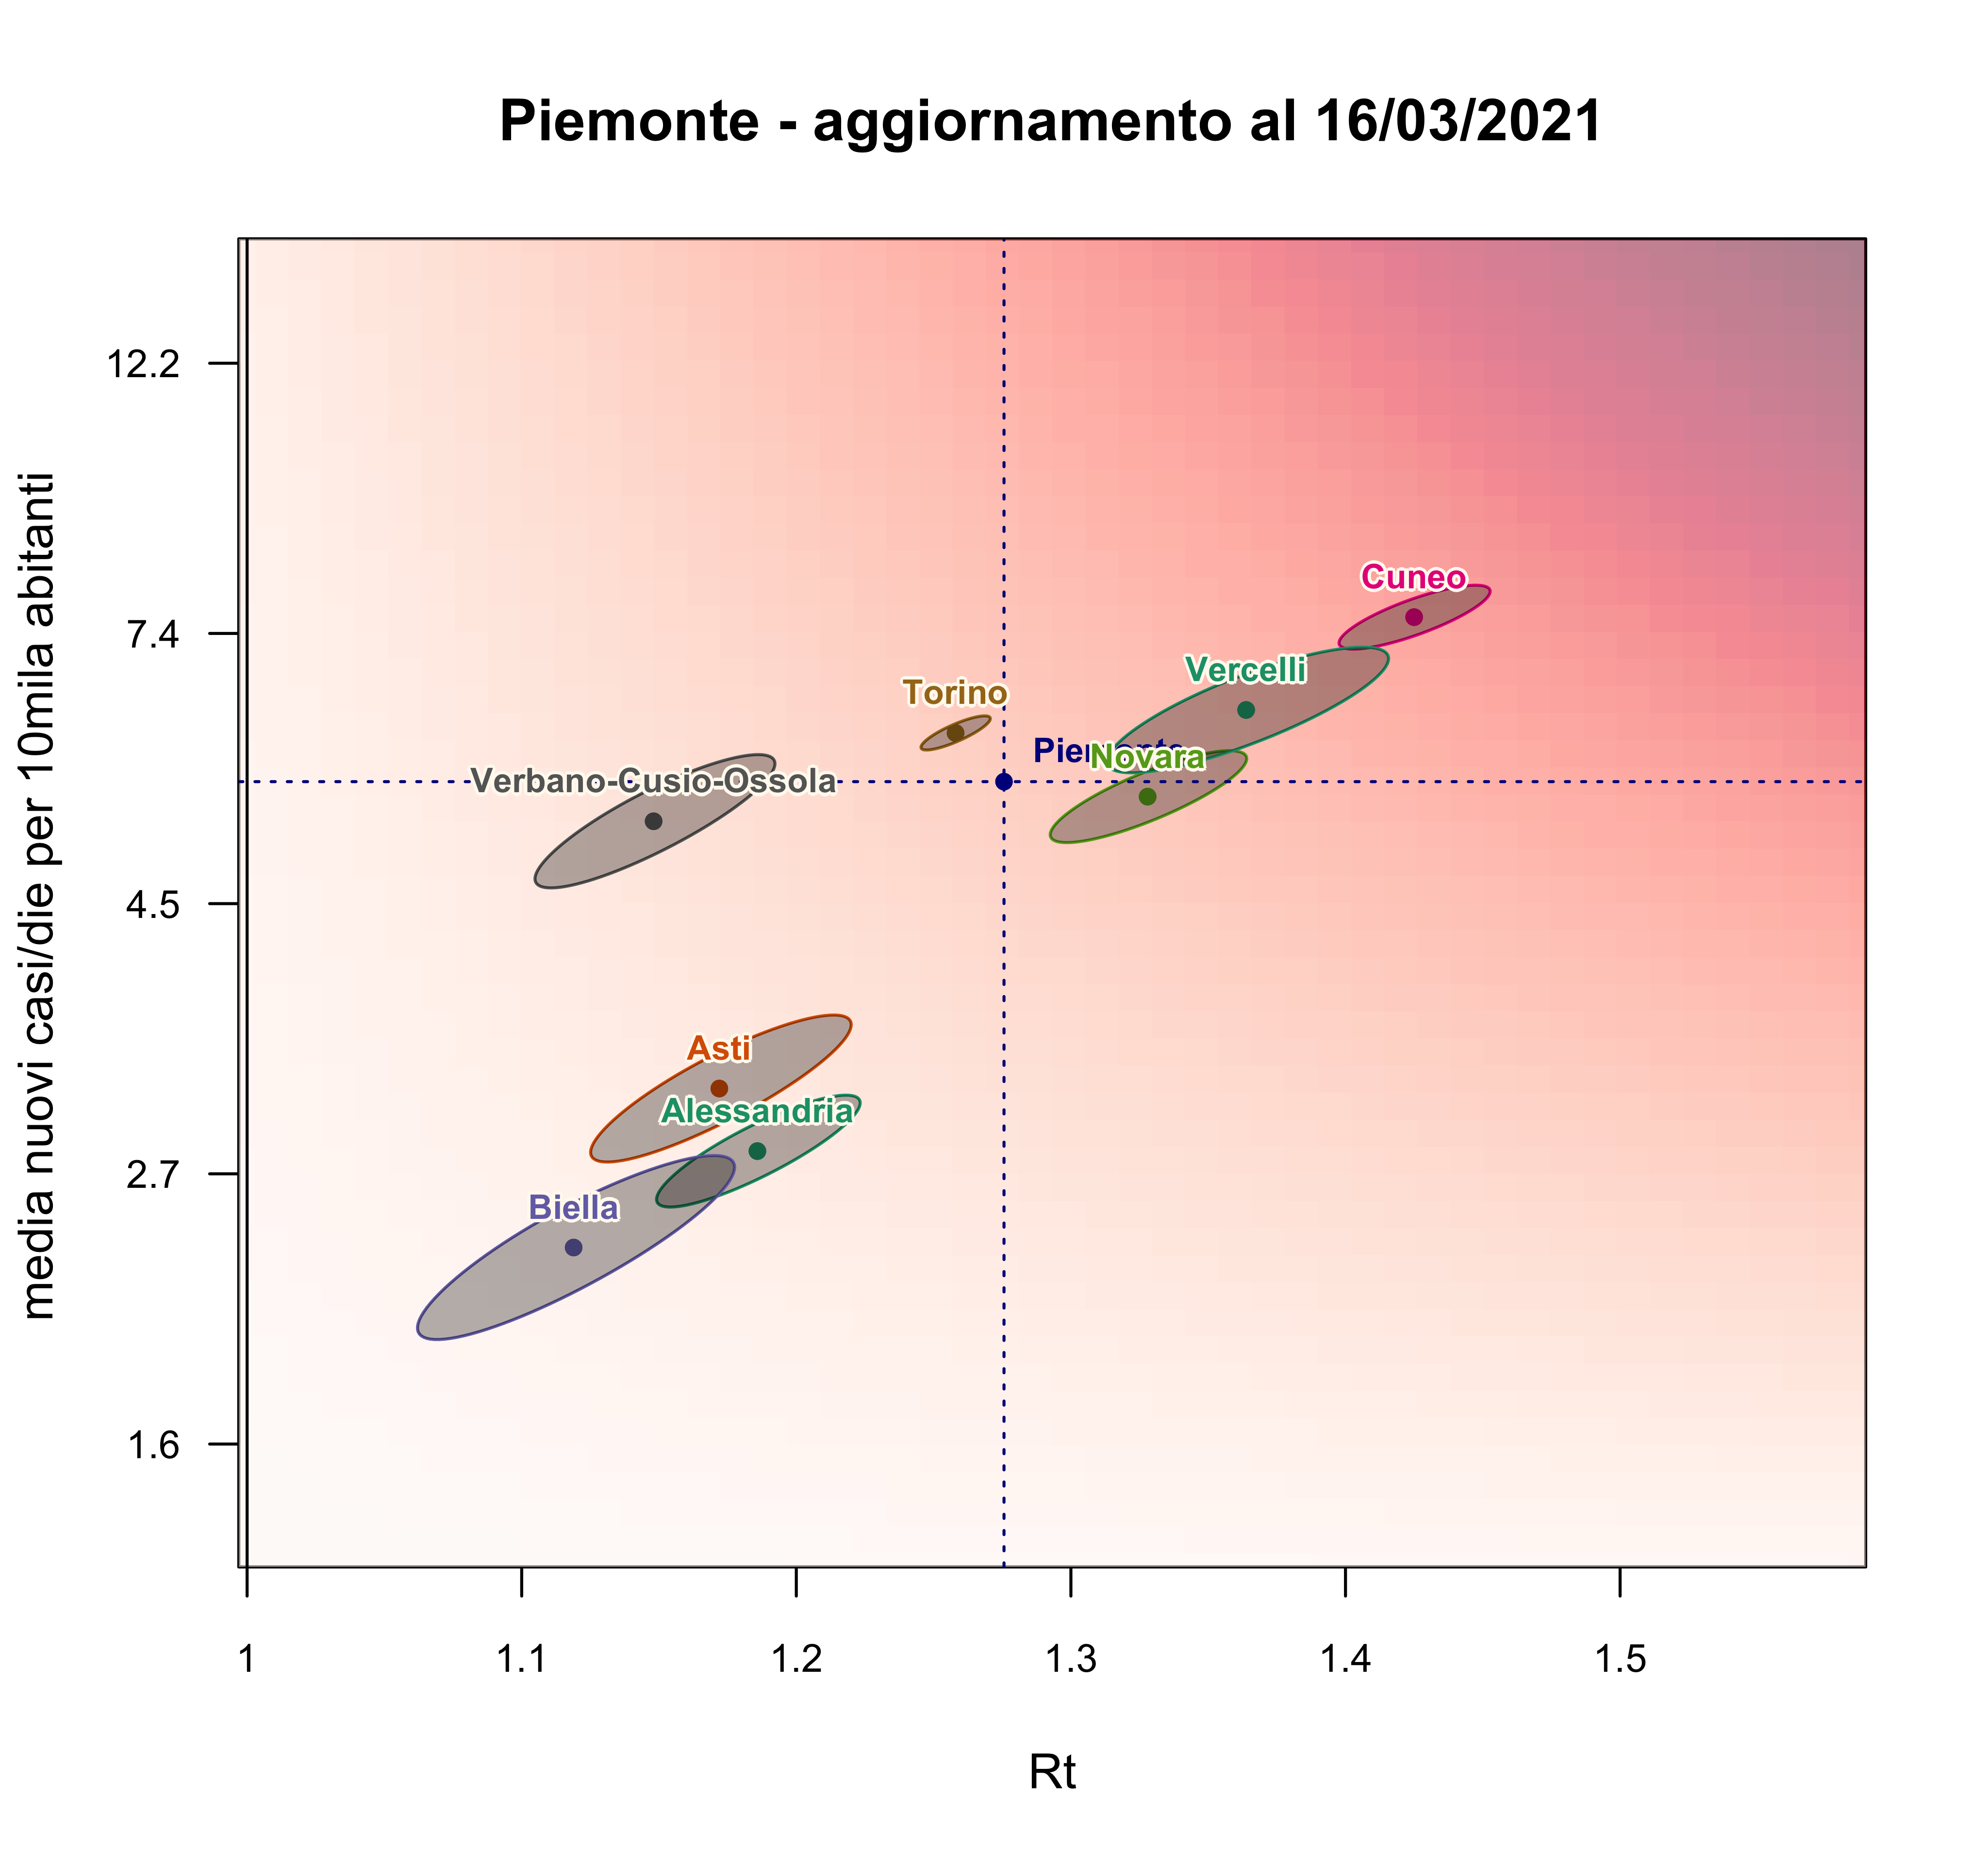 Piemonte - aggiornamento al 16/03/2021
media nuovi casi/die per 10mila abitanti
12.2
7.4
4.5
2.7
1.6
Cuneo
Vercelli
Torino
Piemonte
Novara
Verbano-Cusio-Ossola
Asti
Alessandria
Biella
1
1.1
1.2
1.3
1.4
1.5
Rt